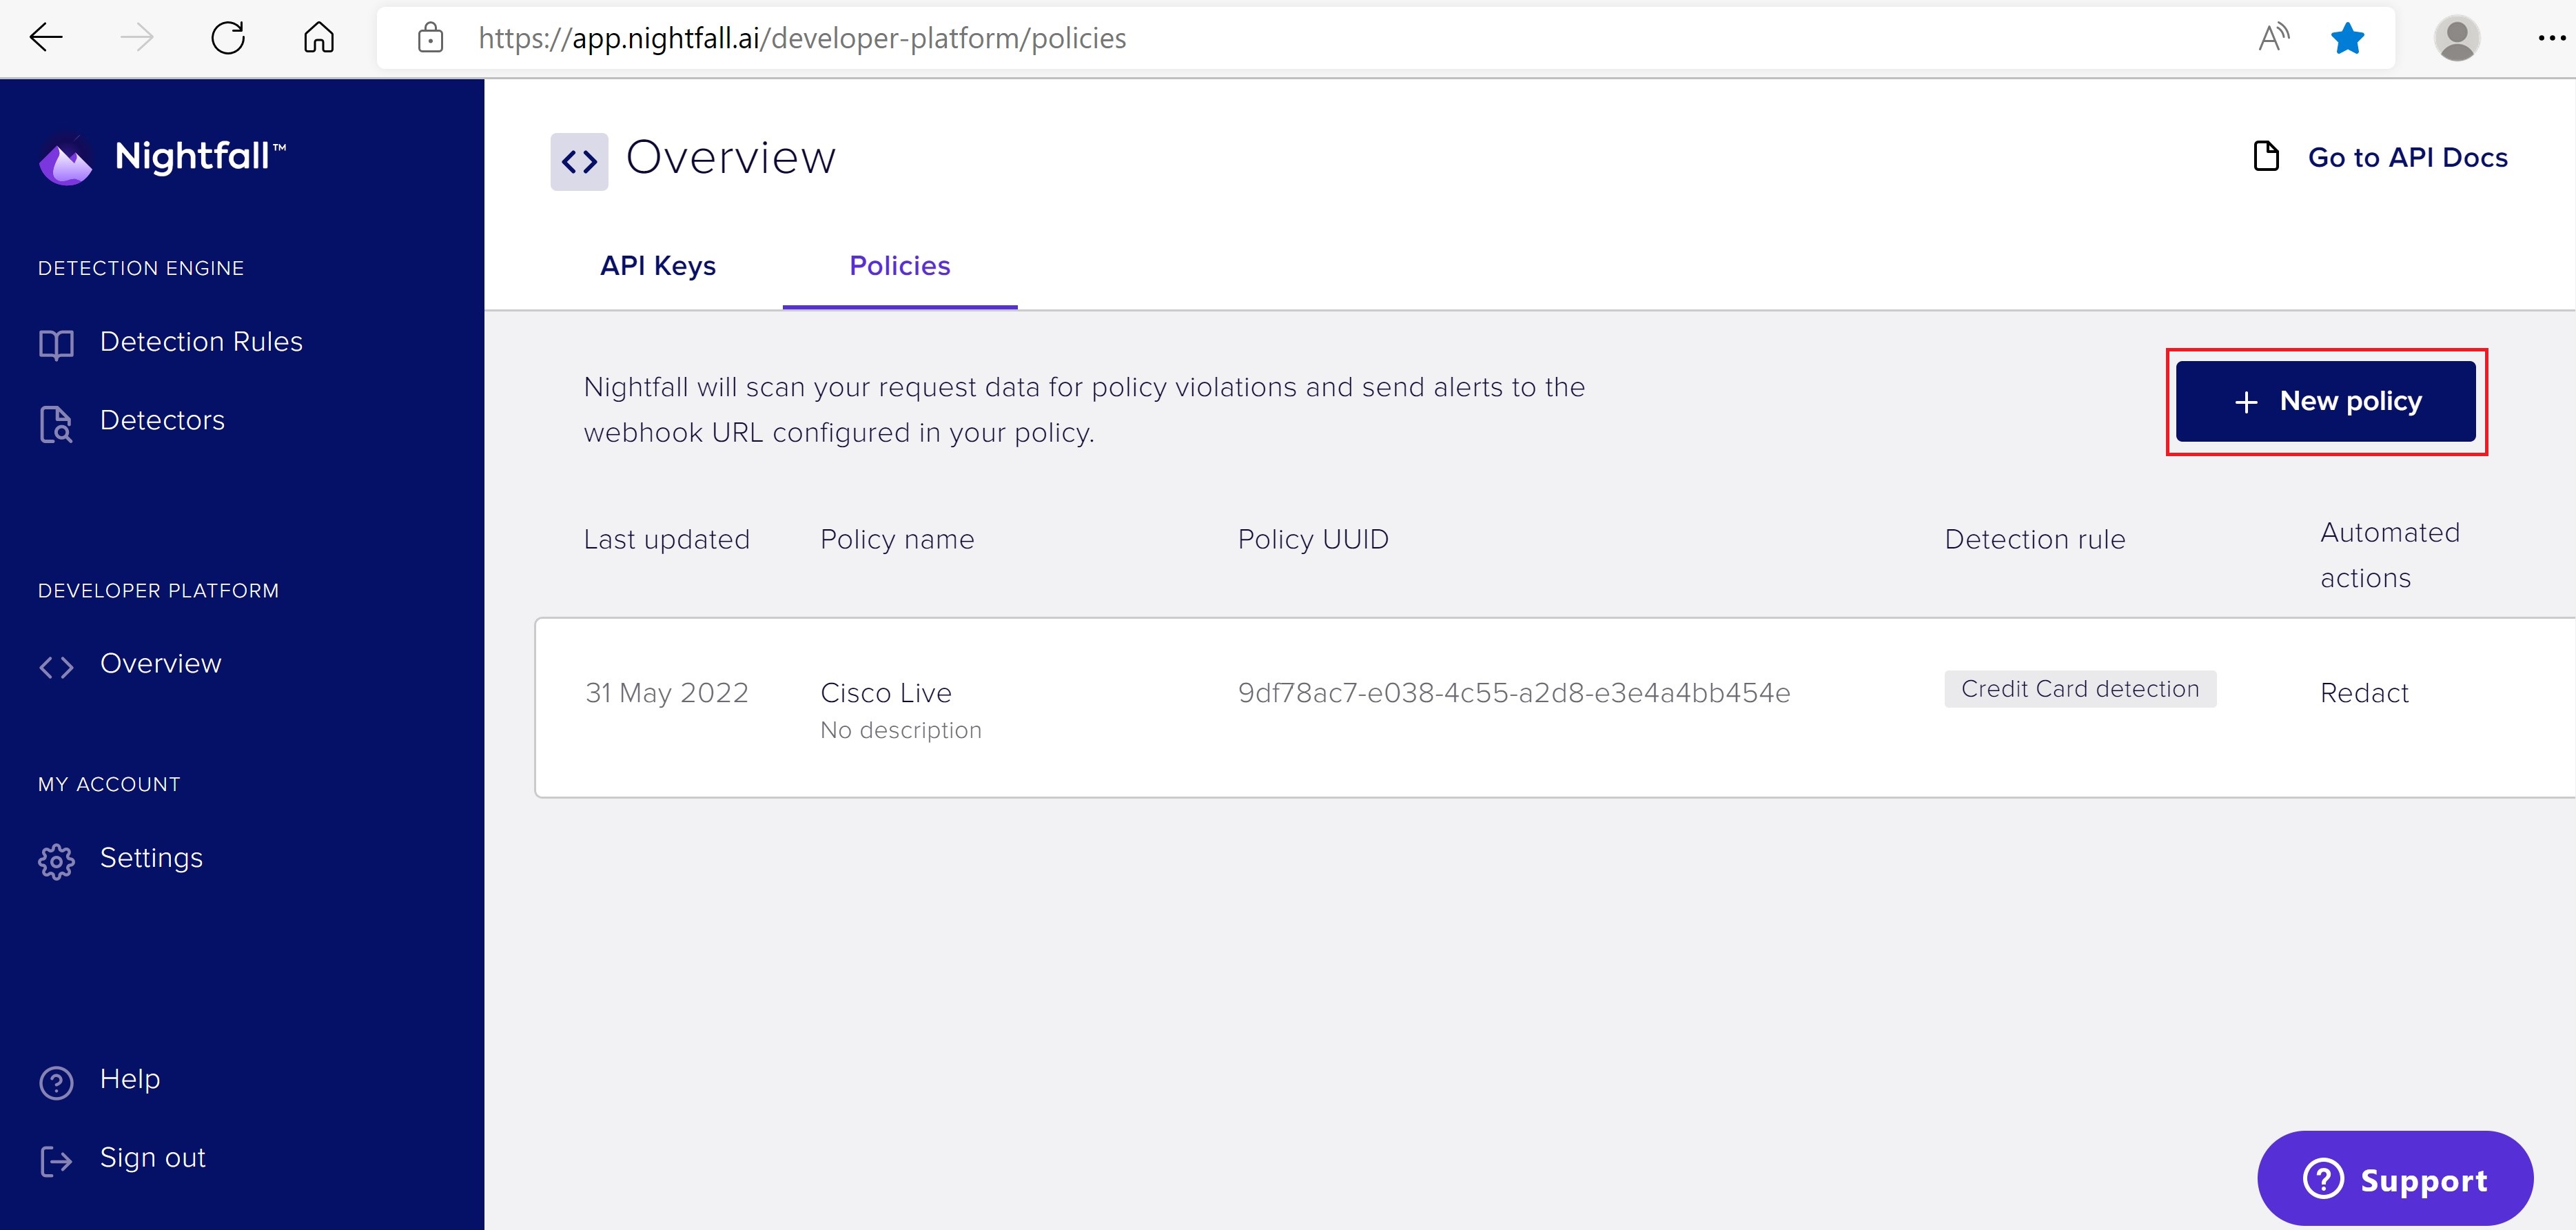 https://app.nightfall.ai/developer-platform/policies
Nightfall™
DETECTION ENGINE
Detection Rules
Detectors
DEVELOPER PLATFORM
Overview
MY ACCOUNT
Settings
Help
Sign out
Overview
Go to API Docs
API Keys
Policies
Nightfall will scan your request data for policy violations and send alerts to the
webhook URL configured in your policy.
+ New policy
Last updated
Policy name
Policy UUID
Detection rule
Automated
actions
31 May 2022
Cisco Live
No description
9df78ac7-e038-4c55-a2d8-e3e4a4bb454e
Credit Card detection
Redact
Support